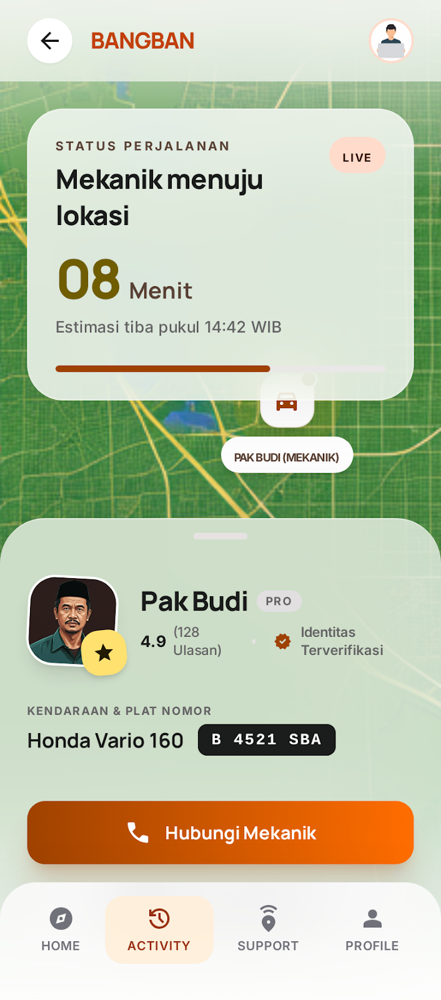 BANGBAN
STATUS PERJALANAN
LIVE
Mekanik menuju
lokasi
08 Menit
Estimasi tiba pukul 14:42 WIB
PAK BUDI (MEKANIK)
Pak Budi PRO
4.9 (128
Ulasan)
Identitas
Terverifikasi
KENDARAAN & PLAT NOMOR
Honda Vario 160 B 4521 SBA
Hubungi Mekanik
HOME ACTIVITY SUPPORT PROFILE